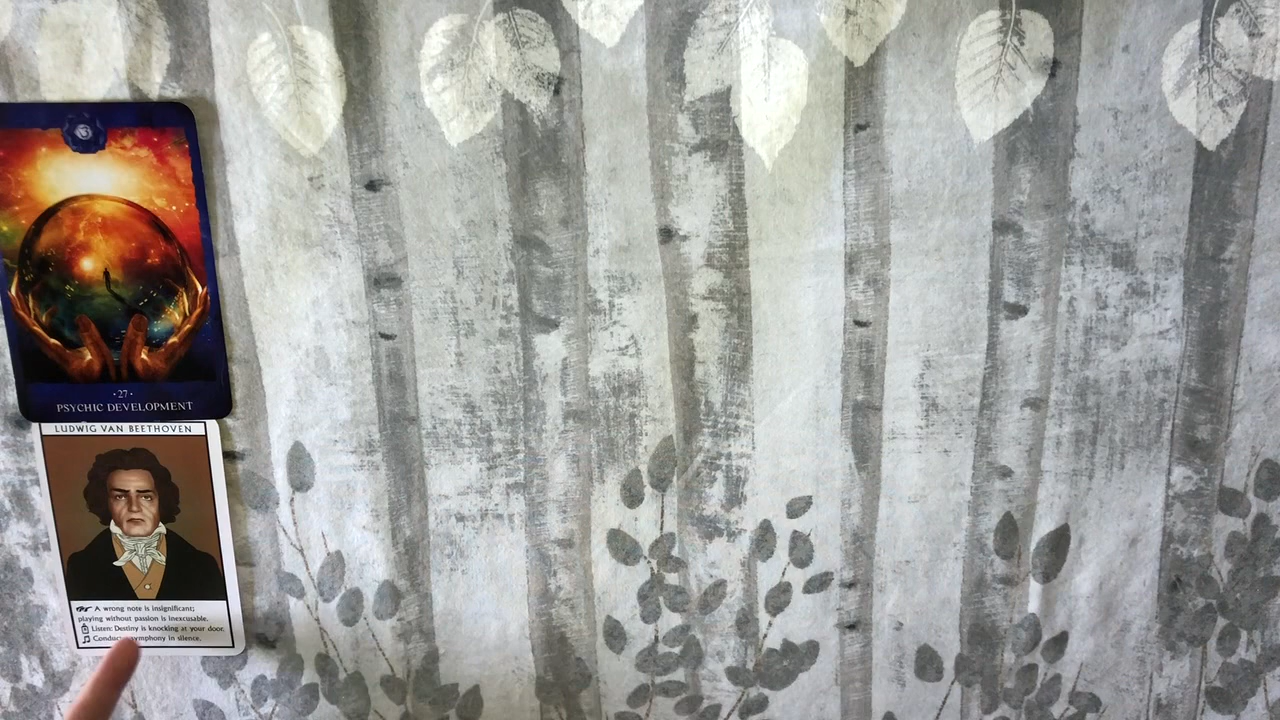 ·27·
PSYCHIC DEVELOPMENT
LUDWIG VAN BEETHOVEN
A wrong note is insignificant;
playing without passion is inexcusable.
Listen: Destiny is knocking at your door.
symphony in silence.